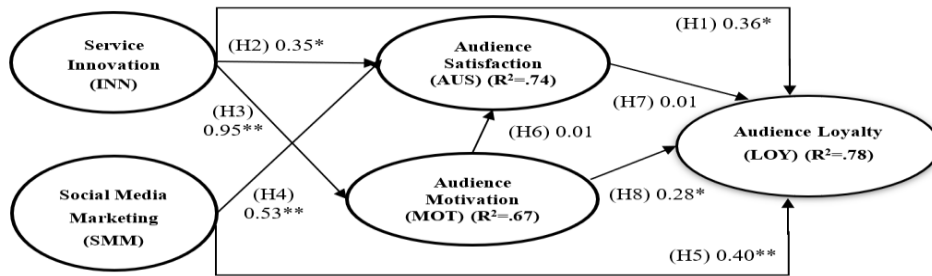 Service
Innovation
(INN)
(H2) 0.35*
Audience
Satisfaction
(AUS) (R²=.74)
(H1) 0.36*
(H3)
0.95**
(H7) 0.01
(H6) 0.01
Audience Loyalty
(LOY) (R²=.78)
Social Media
Marketing
(SMM)
(H4)
0.53**
Audience
Motivation
(MOT) (R²=.67)
(H8) 0.28*
(H5) 0.40**